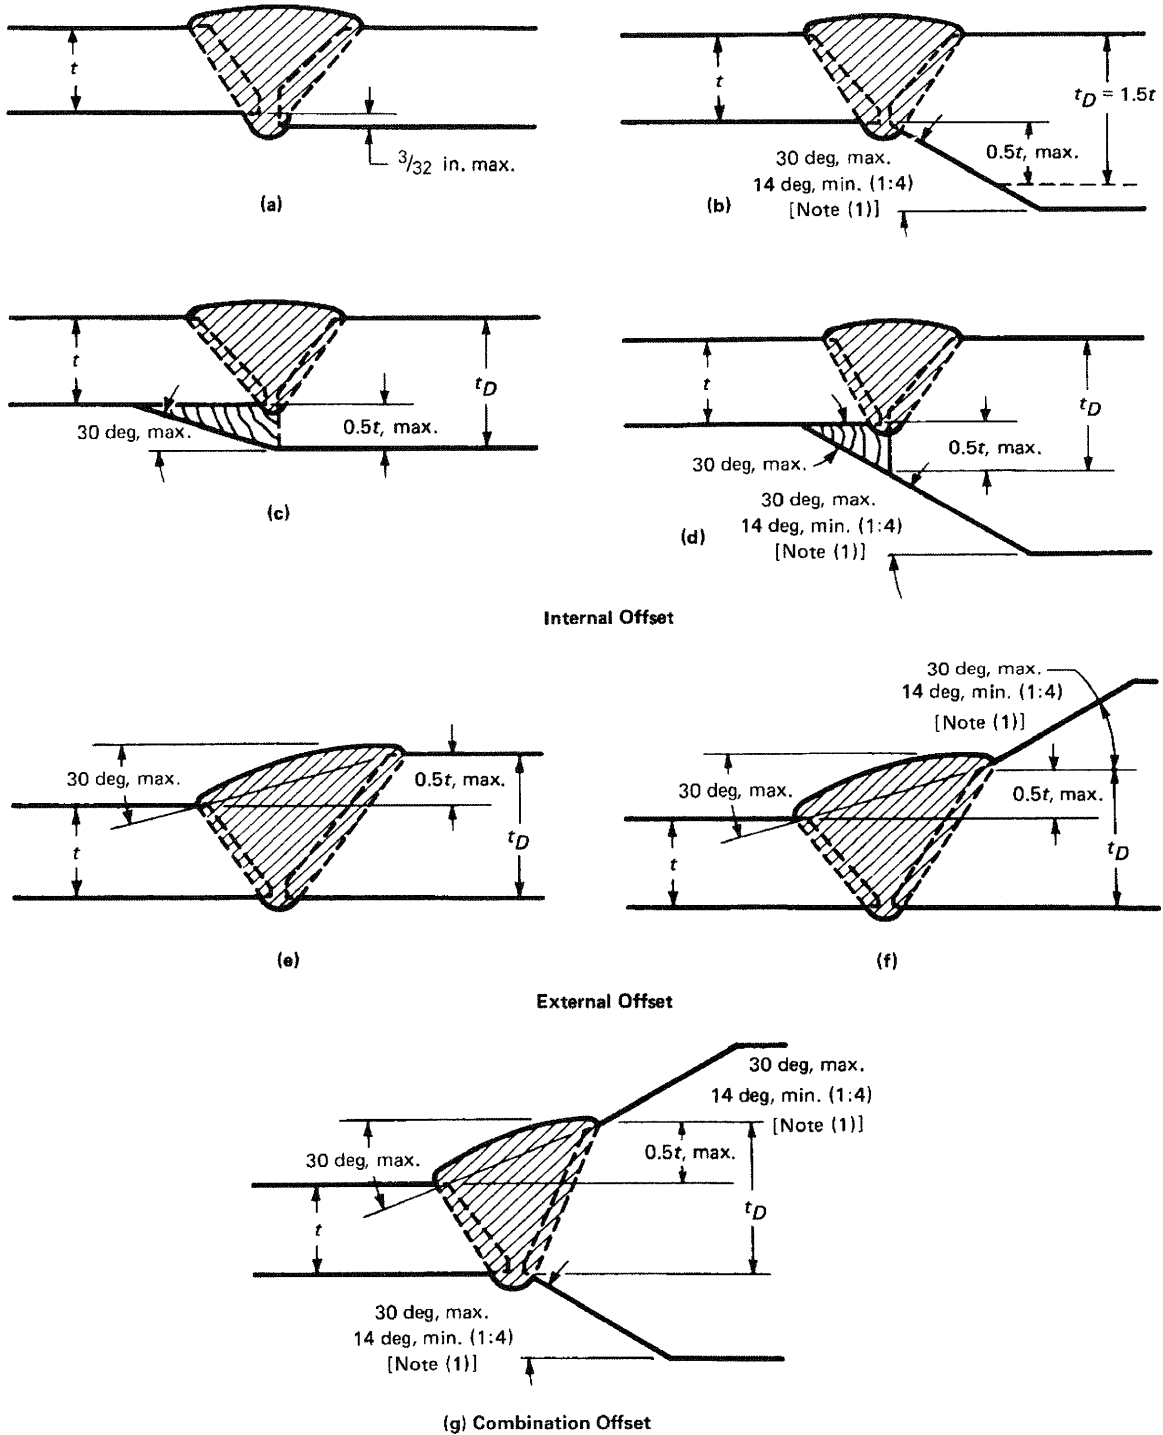 t
3/32 in. max.
(a)
t
tD = 1.5t
0.5t, max.
30 deg, max.
14 deg, min. (1:4)
[Note (1)]
(b)
t
tD
30 deg, max.
0.5t, max.
(c)
t
tD
0.5t, max.
30 deg, max.
30 deg, max.
14 deg, min. (1:4)
[Note (1)]
(d)
Internal Offset
30 deg, max.
0.5t, max.
t
tD
(e)
30 deg, max.
14 deg, min. (1:4)
[Note (1)]
30 deg, max.
0.5t, max.
t
tD
(f)
External Offset
30 deg, max.
14 deg, min. (1:4)
[Note (1)]
30 deg, max.
0.5t, max.
t
tD
30 deg, max.
14 deg, min. (1:4)
[Note (1)]
(g) Combination Offset